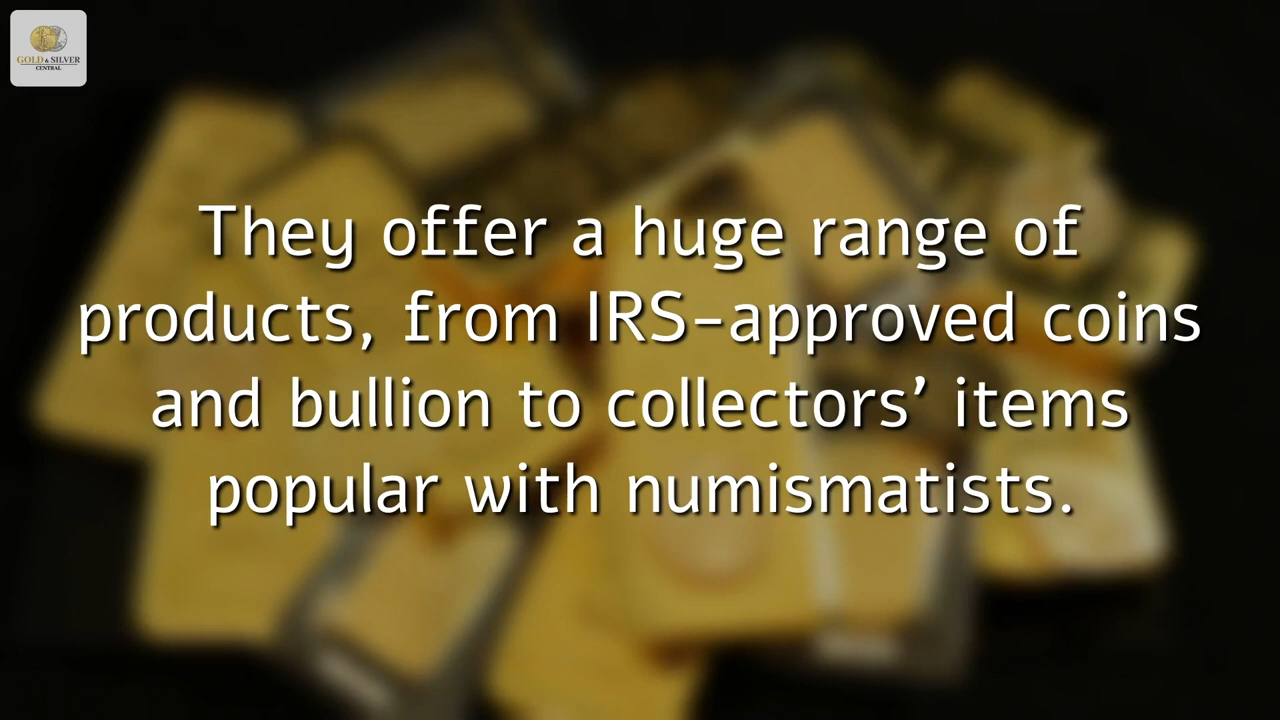 GOLD & SILVER
CENTRAL
They offer a huge range of
products, from IRS-approved coins
and bullion to collectors’ items
popular with numismatists.